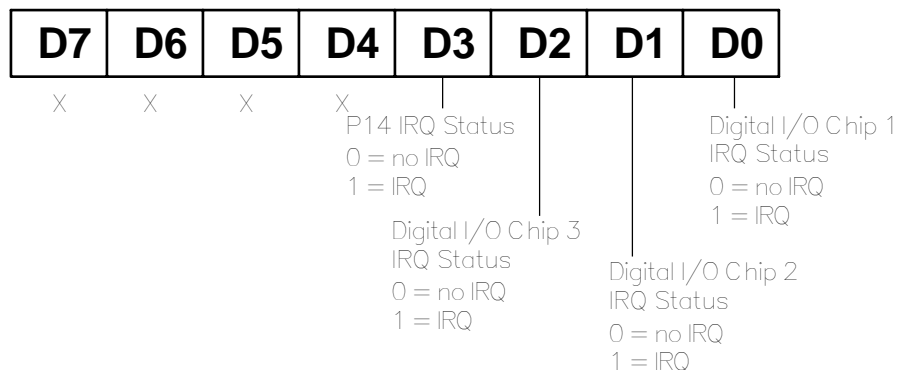 D7 D6 D5 D4 D3 D2 D1 D0
X X X X
P14 IRQ Status
0 = no IRQ
1 = IRQ
Digital I/O Chip 1
IRQ Status
0 = no IRQ
1 = IRQ
Digital I/O Chip 3
IRQ Status
0 = no IRQ
1 = IRQ
Digital I/O Chip 2
IRQ Status
0 = no IRQ
1 = IRQ